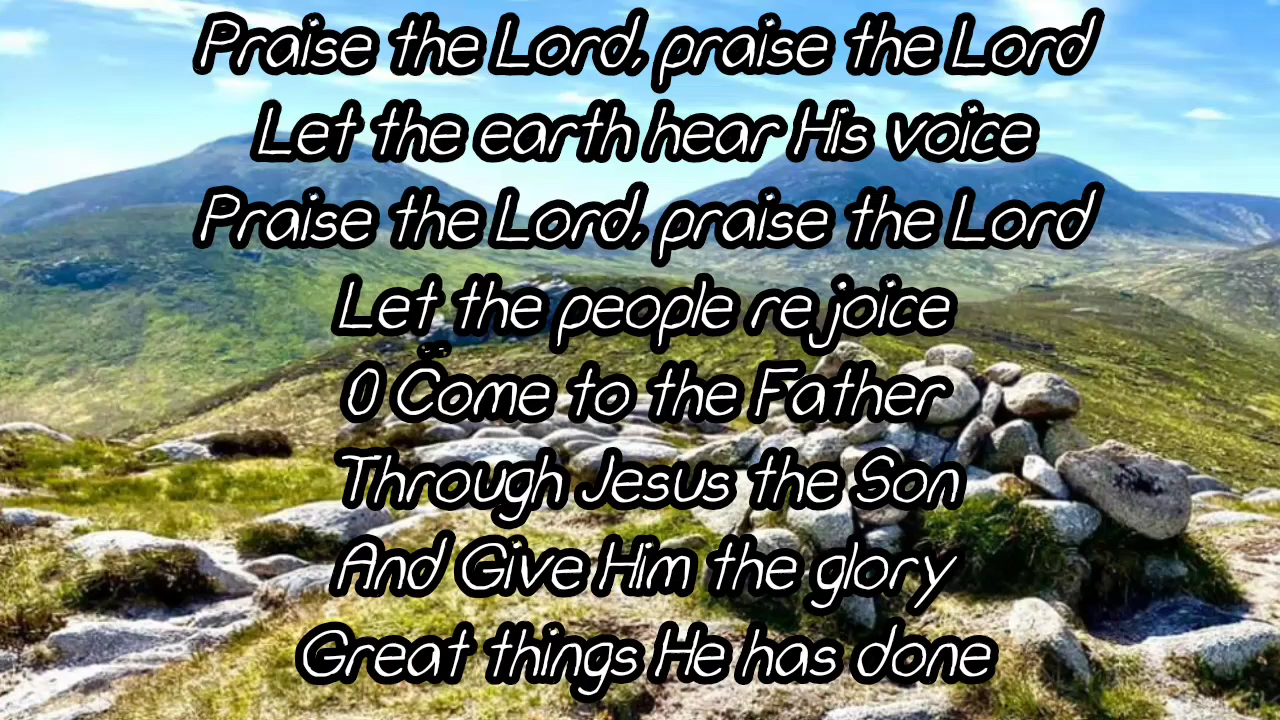 Praise the Lord, praise the Lord
Let the earth hear His voice
Praise the Lord, praise the Lord
Let the people rejoice
O Come to the Father
Through Jesus the Son
And Give Him the glory
Great things He has done